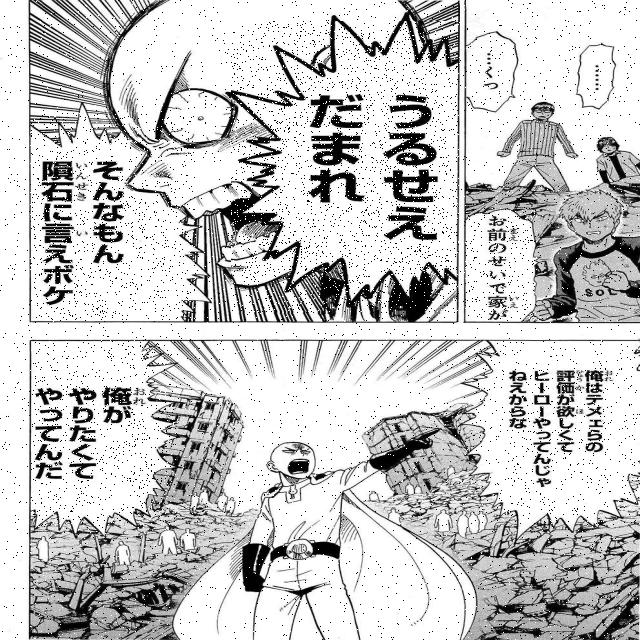 ……
……くっ
お前のせいで家が
うるせえ
だまれ
そんなもん
隕石に言えボケ
俺はテメェらの
評価が欲しくて
ヒーローやってんじゃ
ねえからな
俺が
やりたくて
やってんだ